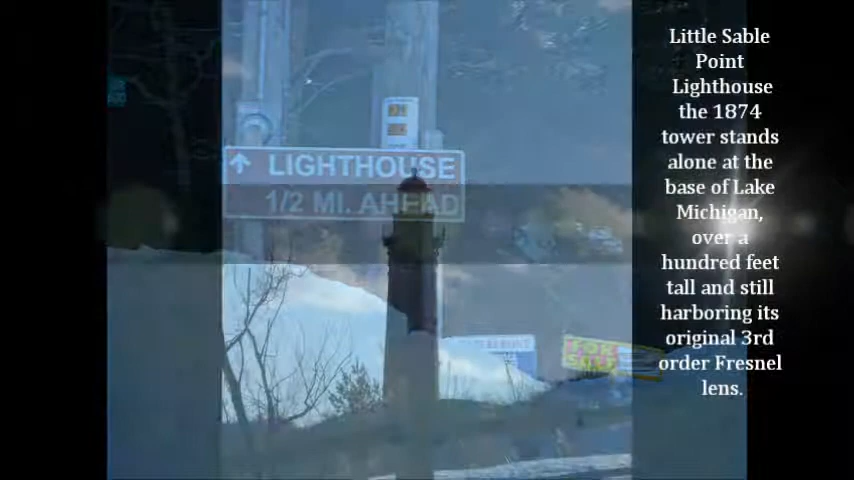 LIGHTHOUSE
1/2 MI. AHEAD
FOR
Little Sable
Point
Lighthouse
the 1874
tower stands
alone at the
base of Lake
Michigan,
over a
hundred feet
tall and still
harboring its
original 3rd
order Fresnel
lens.